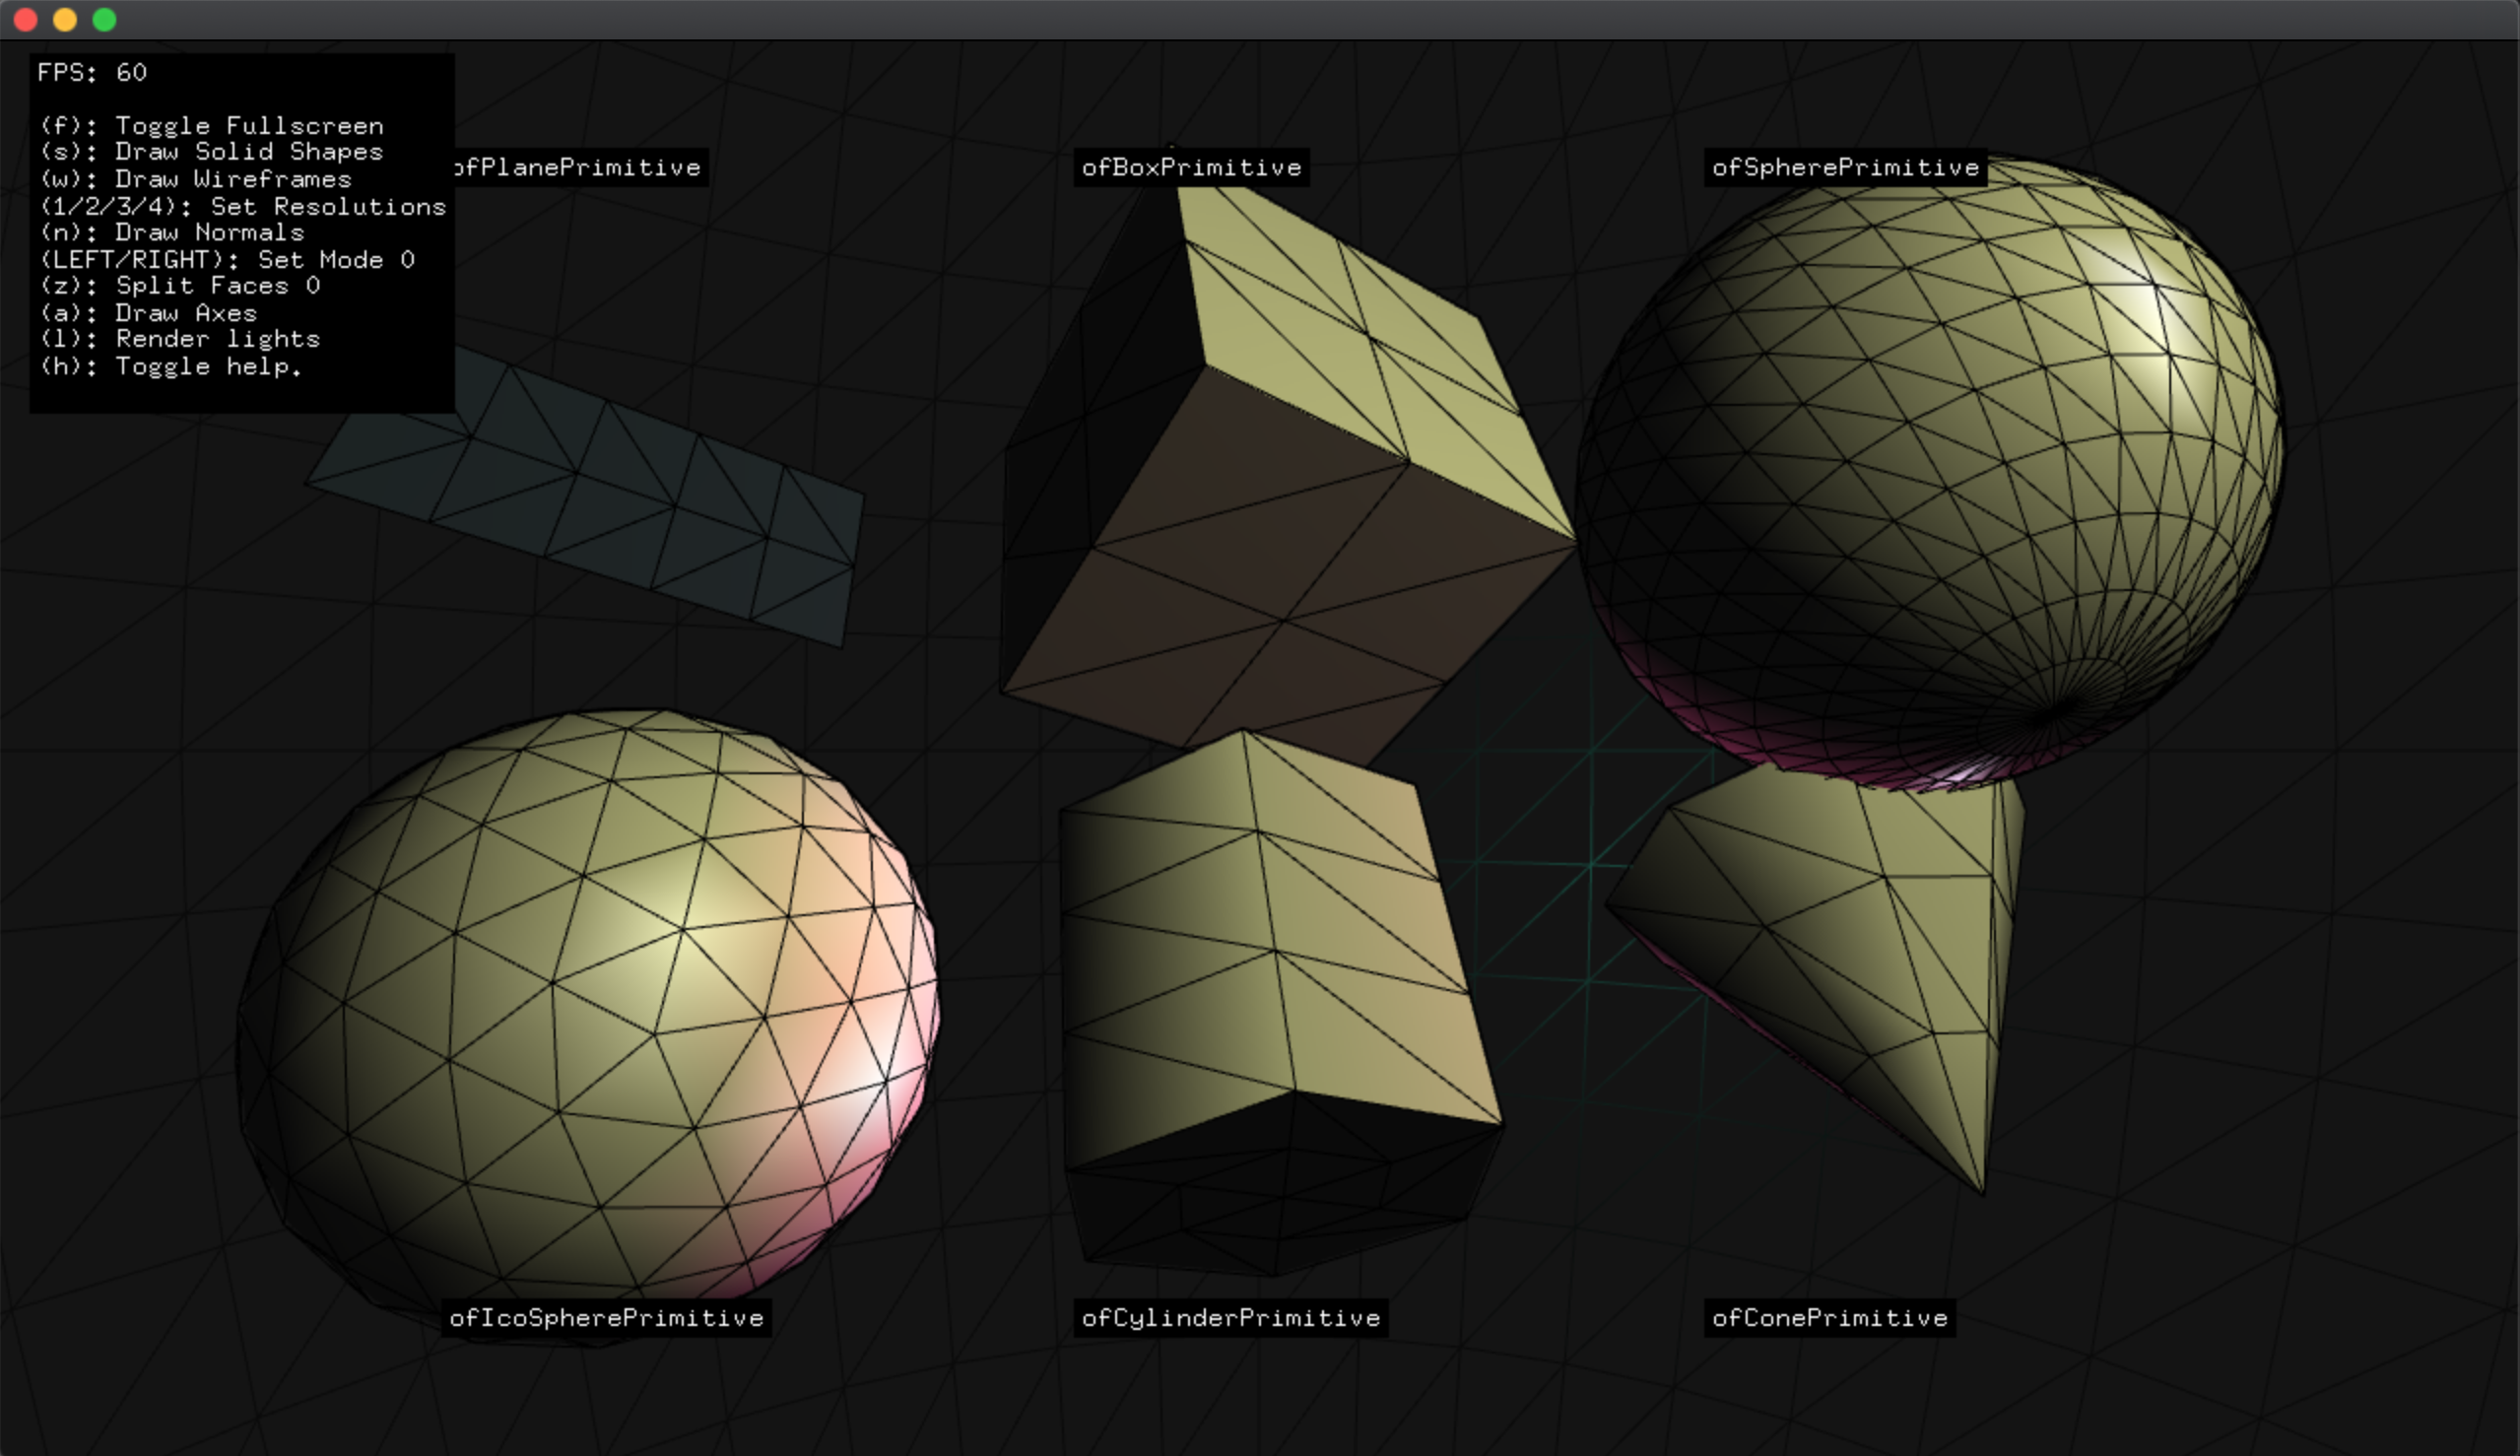 FPS: 60
(f): Toggle Fullscreen
(s): Draw Solid Shapes
(w): Draw Wireframes
(1/2/3/4): Set Resolutions
(n): Draw Normals
(LEFT/RIGHT): Set Mode 0
(z): Split Faces 0
(a): Draw Axes
(l): Render lights
(h): Toggle help.
ofPlanePrimitive
ofBoxPrimitive
ofSpherePrimitive
ofIcoSpherePrimitive
ofCylinderPrimitive
ofConePrimitive